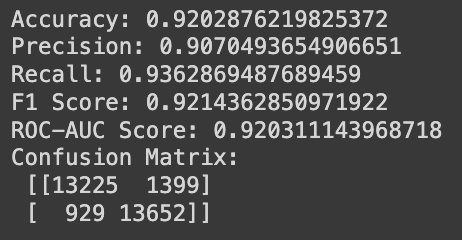 Accuracy: 0.9202876219825372
Precision: 0.9070493654906651
Recall: 0.9362869487689459
F1 Score: 0.9214362850971922
ROC-AUC Score: 0.920311143968718
Confusion Matrix:
[[13225  1399]
[  929 13652]]